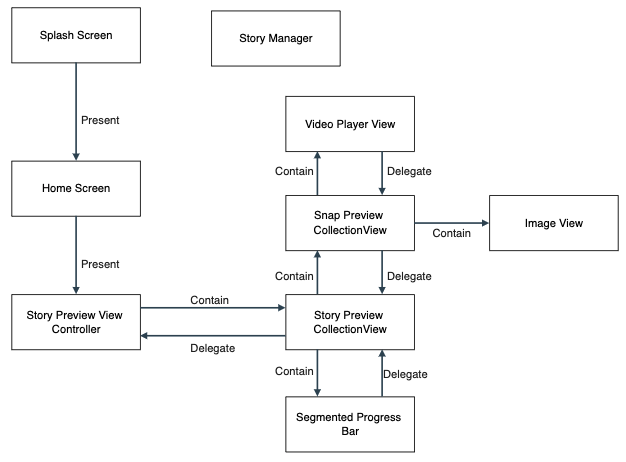 Splash Screen
Story Manager
Present
Video Player View
Contain
Delegate
Home Screen
Snap Preview
CollectionView
Contain
Image View
Present
Contain
Delegate
Story Preview View
Controller
Contain
Delegate
Story Preview
CollectionView
Contain
Delegate
Segmented Progress
Bar